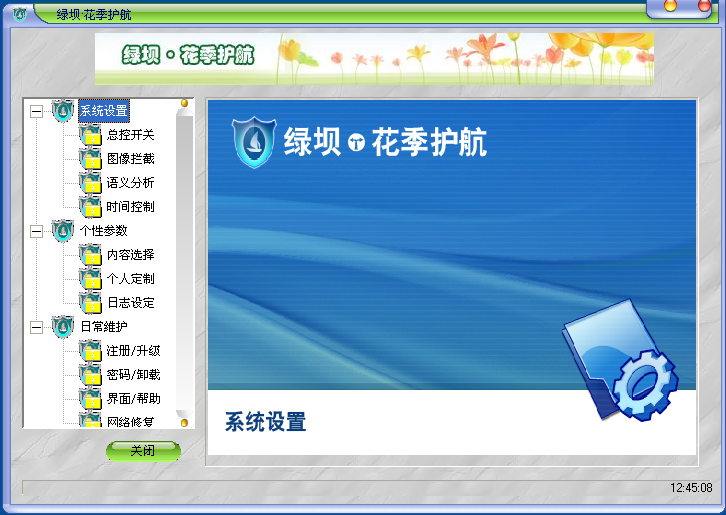 绿坝·花季护航
绿坝·花季护航
系统设置
总控开关
图像拦截
语义分析
时间控制
个性参数
内容选择
个人定制
日志设定
日常维护
注册/升级
密码/卸载
界面/帮助
网络修复
关闭
绿坝·花季护航
系统设置
12:45:08